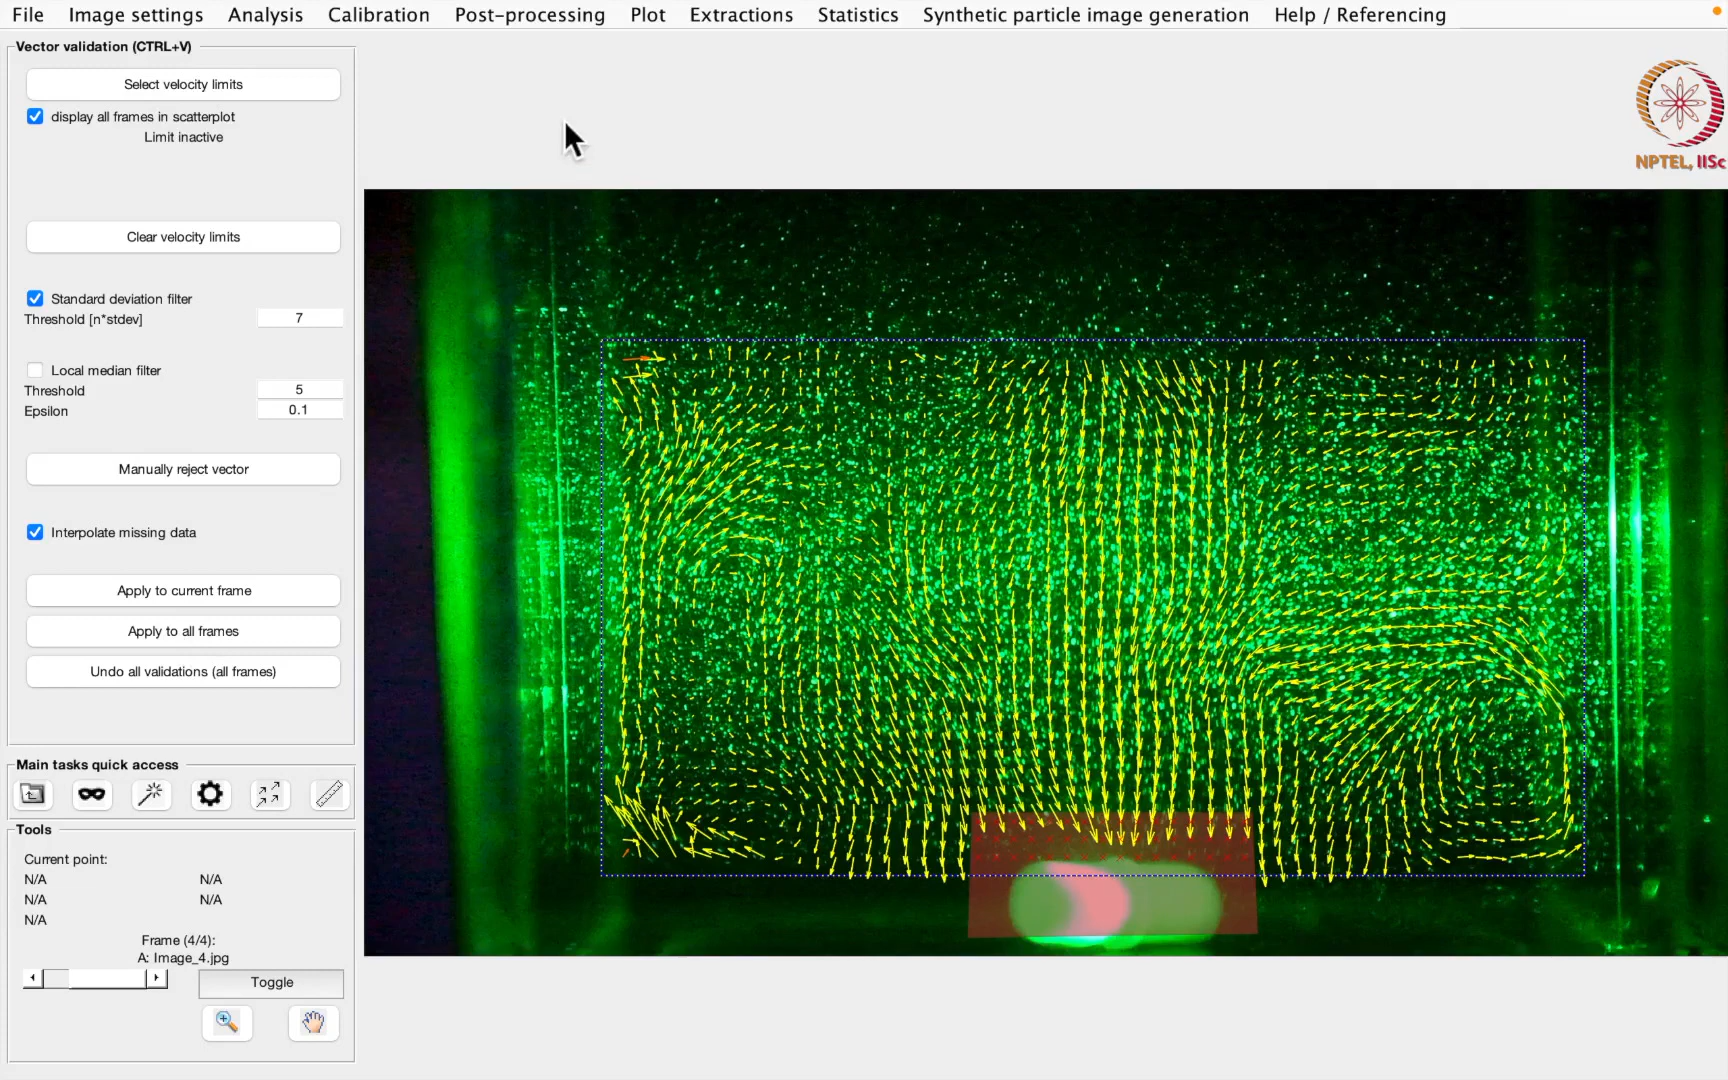 File Image settings Analysis Calibration Post-processing Plot Extractions Statistics Synthetic particle image generation Help / Referencing
Vector validation (CTRL+V)
Select velocity limits
display all frames in scatterplot
Limit inactive
Clear velocity limits
Standard deviation filter
Threshold [n*stdev] 7
Local median filter
Threshold 5
Epsilon 0.1
Manually reject vector
Interpolate missing data
Apply to current frame
Apply to all frames
Undo all validations (all frames)
Main tasks quick access
Tools
Current point:
N/A N/A
N/A N/A
N/A
Frame (4/4):
A: Image_4.jpg
Toggle
NPTEL, IISc